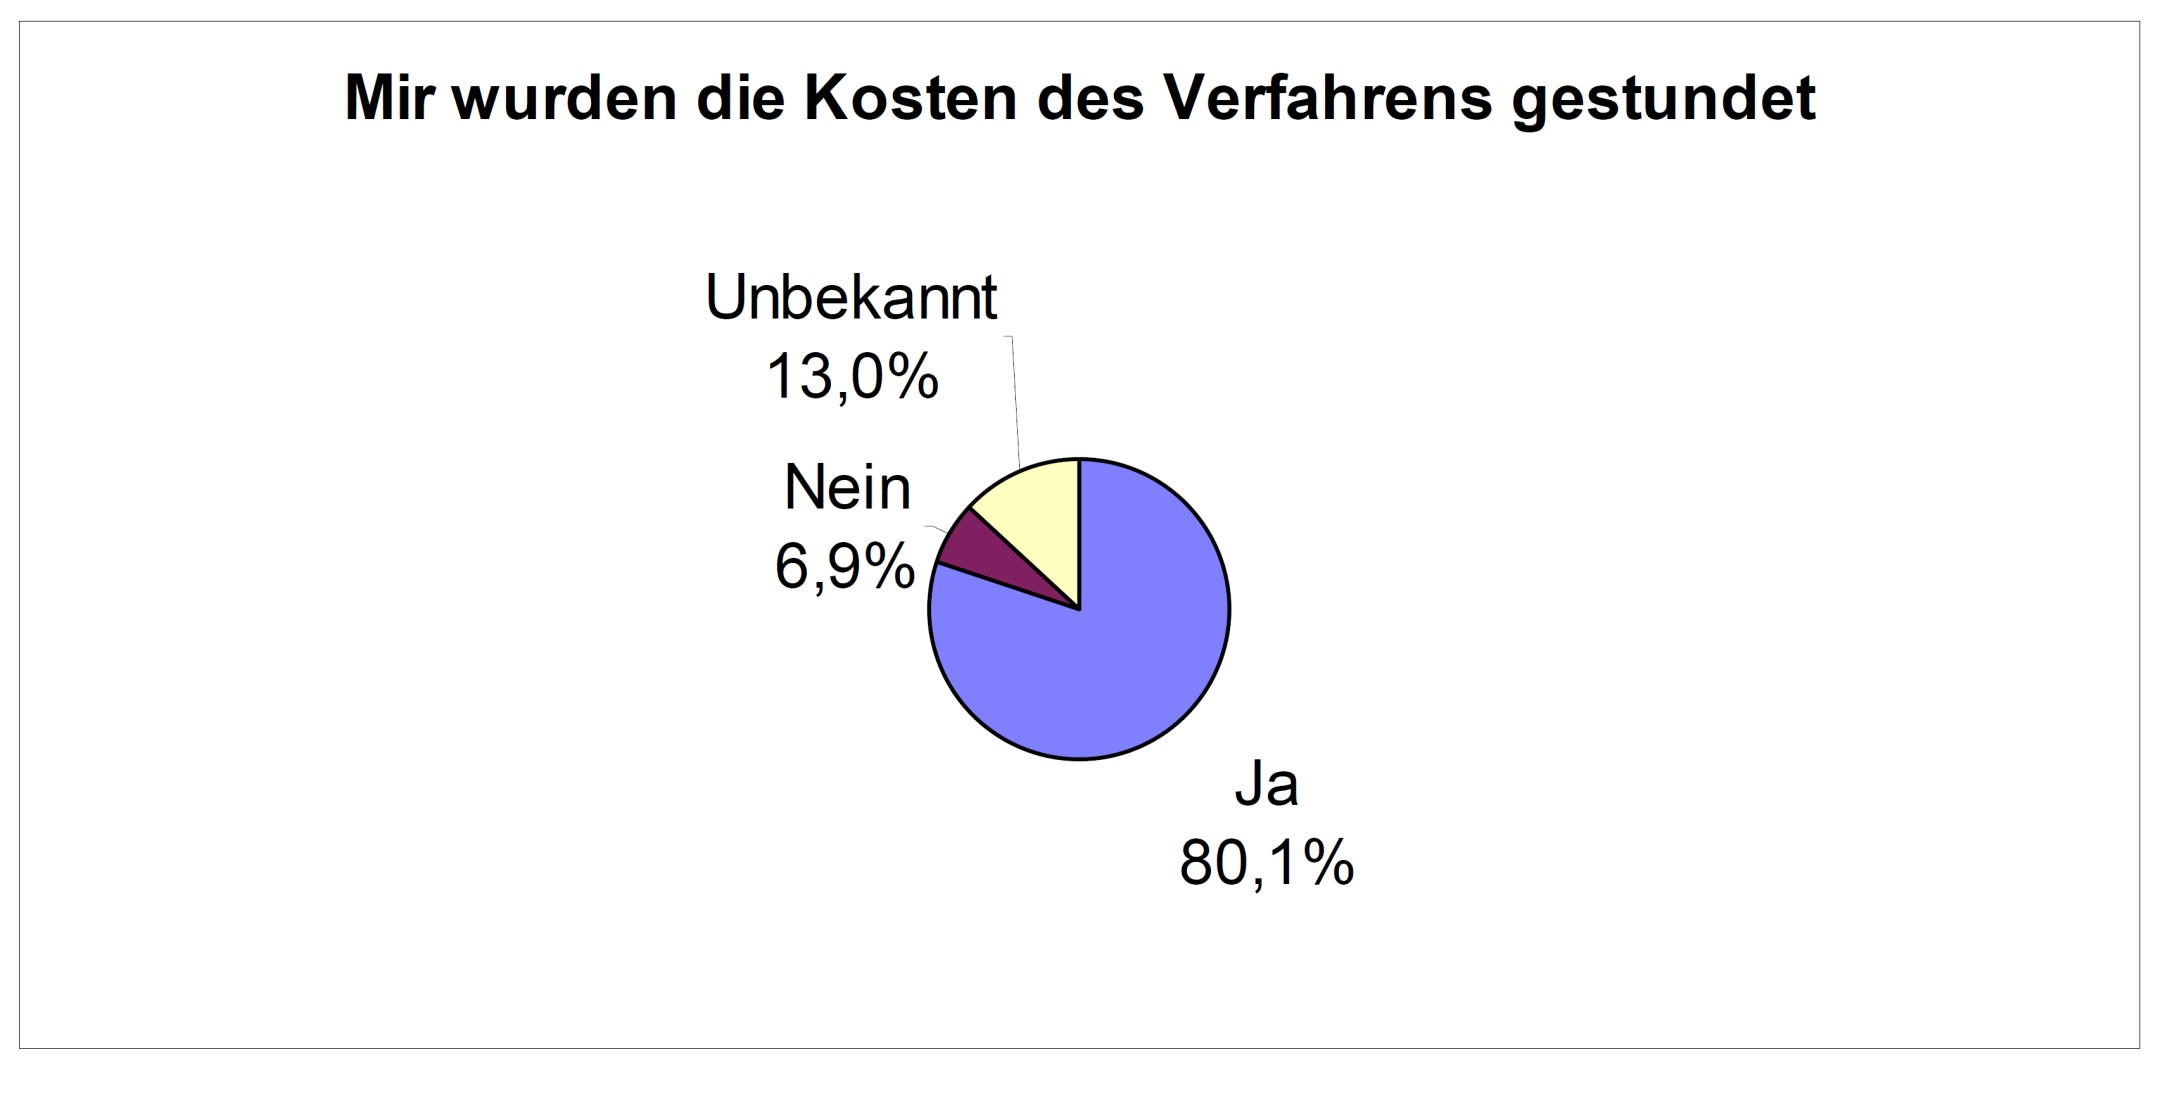 Mir wurden die Kosten des Verfahrens gestundet
Unbekannt
13,0%
Nein
6,9%
Ja
80,1%